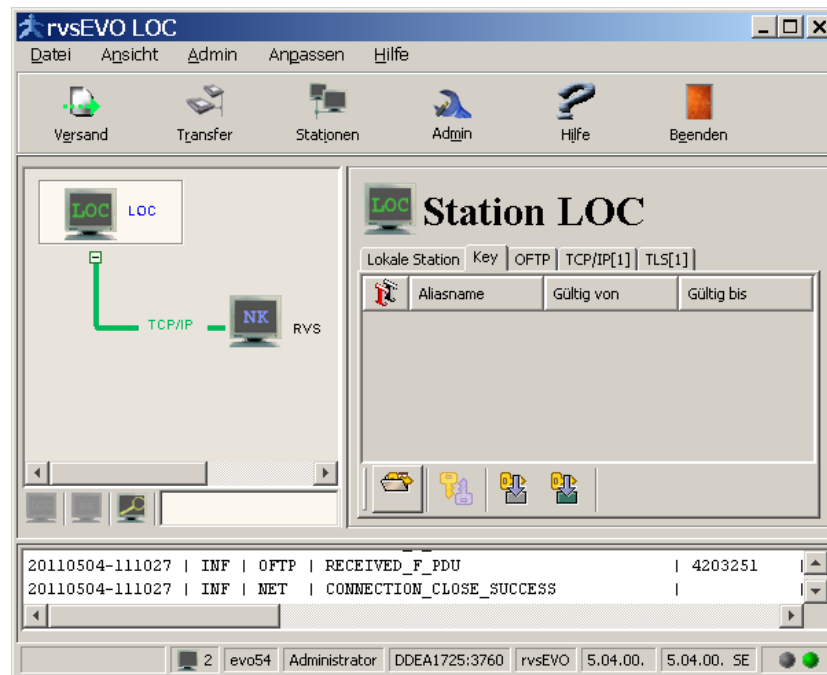 rvsEVO LOC
Datei Ansicht Admin Anpassen Hilfe
Versand Transfer Stationen Admin Hilfe Beenden
LOC LOC
TCP/IP NK RVS
LOC Station LOC
Lokale Station Key OFTP TCP/IP[1] TLS[1]
Aliasname Gültig von Gültig bis
20110504-111027 | INF | OFTP | RECEIVED_F_PDU | 4203251 |
20110504-111027 | INF | NET | CONNECTION_CLOSE_SUCCESS | |
2 evo54 Administrator DDEA1725:3760 rvsEVO 5.04.00. 5.04.00. SE